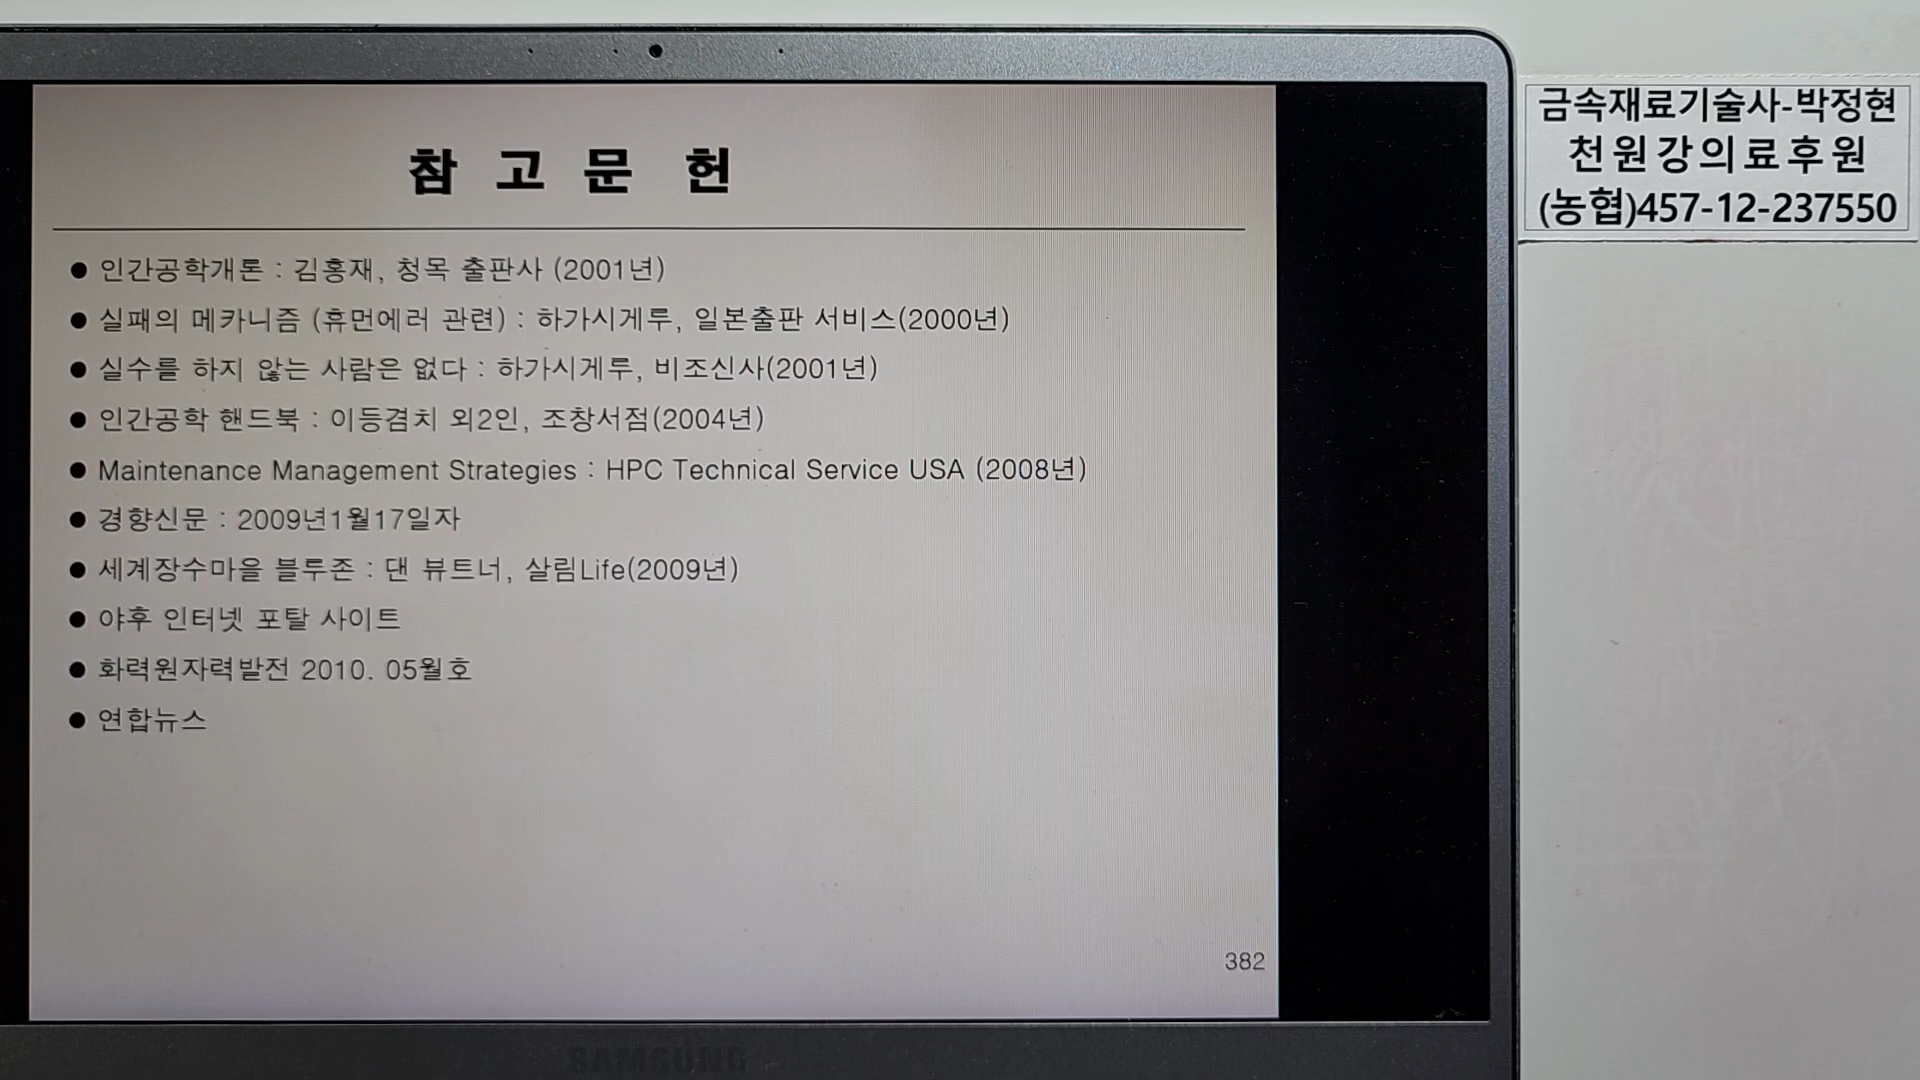 참 고 문 헌
● 인간공학개론 : 김홍재, 청목 출판사 (2001년)
● 실패의 메카니즘 (휴먼에러 관련) : 하가시게루, 일본출판 서비스(2000년)
● 실수를 하지 않는 사람은 없다 : 하가시게루, 비조신사(2001년)
● 인간공학 핸드북 : 이등겸치 외2인, 조창서점(2004년)
● Maintenance Management Strategies : HPC Technical Service USA (2008년)
● 경향신문 : 2009년1월17일자
● 세계장수마을 블루존 : 댄 뷰트너, 살림Life(2009년)
● 야후 인터넷 포탈 사이트
● 화력원자력발전 2010. 05월호
● 연합뉴스
382
SAMSUNG
금속재료기술사-박정현
천원강의료후원
(농협)457-12-237550